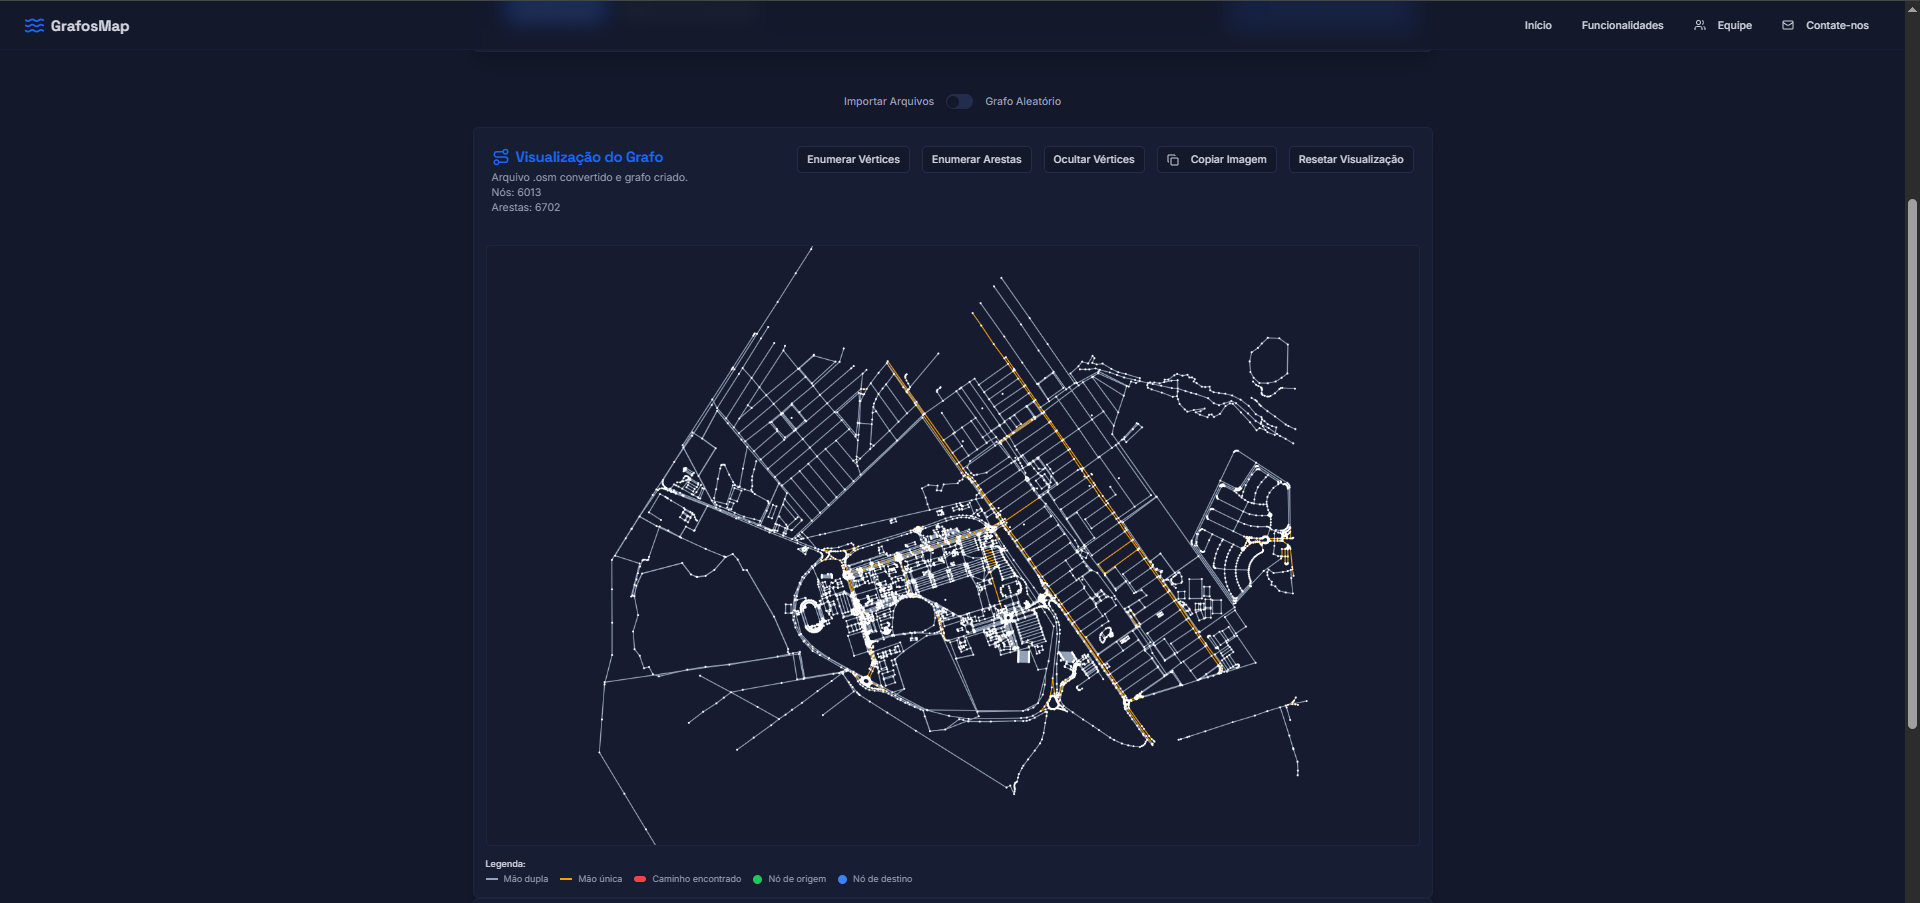 GrafosMap
Início
Funcionalidades
Equipe
Contate-nos
Importar Arquivos
Grafo Aleatório
Visualização do Grafo
Arquivo .osm convertido e grafo criado.
Nós: 6013
Arestas: 6702
Enumerar Vértices
Enumerar Arestas
Ocultar Vértices
Copiar Imagem
Resetar Visualização
Legenda:
Mão dupla
Mão única
Caminho encontrado
Nó de origem
Nó de destino